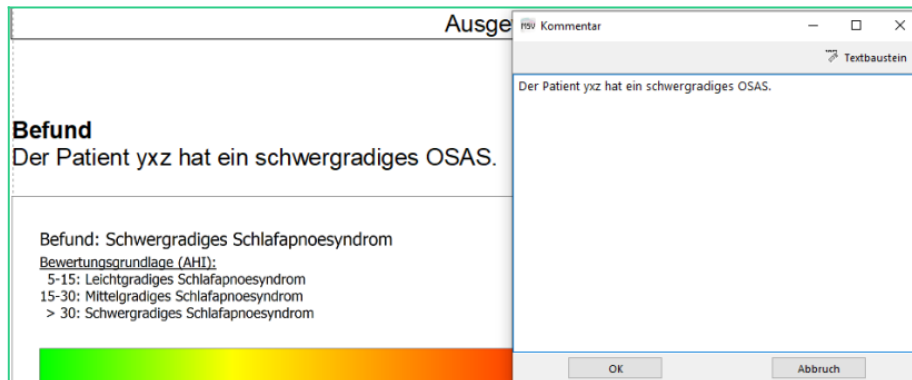 Ausge
Kommentar
Textbaustein
Der Patient yxz hat ein schwergradiges OSAS.
Befund
Der Patient yxz hat ein schwergradiges OSAS.
Befund: Schwergradiges Schlafapnoesyndrom
Bewertungsgrundlage (AHI):
5-15: Leichtgradiges Schlafapnoesyndrom
15-30: Mittelgradiges Schlafapnoesyndrom
> 30: Schwergradiges Schlafapnoesyndrom
OK
Abbruch